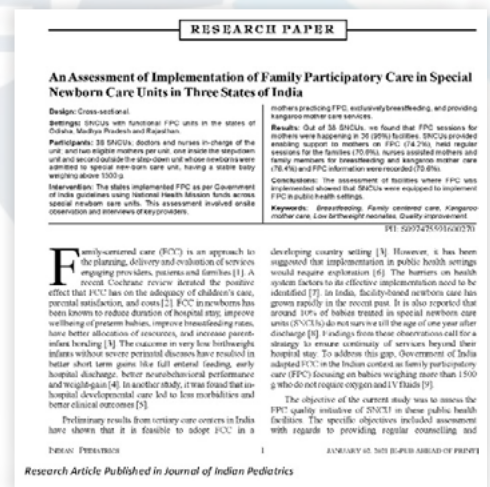 RESEARCH PAPER
An Assessment of Implementation of Family Participatory Care in Special
Newborn Care Units in Three States of India
Design: Cross-sectional.
Settings: SNCUs with functional FPC units in the states of
Odisha, Madhya Pradesh and Rajasthan.
Participants: 38 SNCUs; doctors and nurses in-charge of the
unit and two eligible mothers per unit, one inside the step-down
unit and second outside the step-down unit whose newborns were
admitted to special new-born care unit, having a stable baby
weighing above 1500 g.
Intervention: The states implemented FPC as per Government
of India guidelines using National Health Mission funds across
special newborn care units. This assessment involved onsite
observation and interviews of key providers.
mothers practicing FPC, exclusively breastfeeding, and providing
kangaroo mother care services.
Results: Out of 38 SNCUs, we found that FPC sessions for
mothers were happening in 36 (95%) facilities. SNCUs provided
enabling support to mothers on FPC (74.2%), held regular
sessions for the families (70.6%), nurses assisted mothers and
family members for breastfeeding and kangaroo mother care
(76.4%) and FPC information were recorded (70.6%).
Conclusions: The assessment of facilities where FPC was
implemented showed that SNCUs were equipped to implement
FPC in public health settings.
Keywords: Breastfeeding, Family centered care, Kangaroo
mother care, Low birthweight neonates, Quality improvement.
PII: S097475591600270
Family-centered care (FCC) is an approach to
the planning, delivery and evaluation of services
engaging providers, patients and families [1]. A
recent Cochrane review iterated the positive
effect that FCC has on the adequacy of children's care,
parental satisfaction, and costs [2]. FCC in newborns has
been known to reduce duration of hospital stay, improve
wellbeing of preterm babies, improve breastfeeding rates,
have better allocation of resources, and increase parent-
infant bonding [3]. The outcome in very low birthweight
infants without severe perinatal diseases have resulted in
better short term gains like full enteral feeding, early
hospital discharge, better neurobehavioral performance
and weight-gain [4]. In another study, it was found that in-
hospital developmental care led to less morbidities and
better clinical outcomes [5].
Preliminary results from tertiary care centers in India
have shown that it is feasible to adopt FCC in a
developing country setting [3]. However, it has been
suggested that implementation in public health settings
would require exploration [6]. The barriers on health
system factors to its effective implementation need to be
identified [7]. In India, facility-based newborn care has
grown rapidly in the recent past. It is also reported that
around 10% of babies treated in special newborn care
units (SNCUs) do not survive till the age of one year after
discharge [8]. Findings from these observations call for a
strategy to ensure continuity of services beyond their
hospital stay. To address this gap, Government of India
adapted FCC in the Indian context as family participatory
care (FPC) focusing on babies weighing more than 1500
g who do not require oxygen and IV fluids [9].
The objective of the current study was to assess the
FPC quality initiative of SNCU in these public health
facilities. The specific objectives included assessment
with regards to providing regular counselling and
INDIAN PEDIATRICS
1
JANUARY 02, 2021 [E-PUB AHEAD OF PRINT]
Research Article Published in Journal of Indian Pediatrics